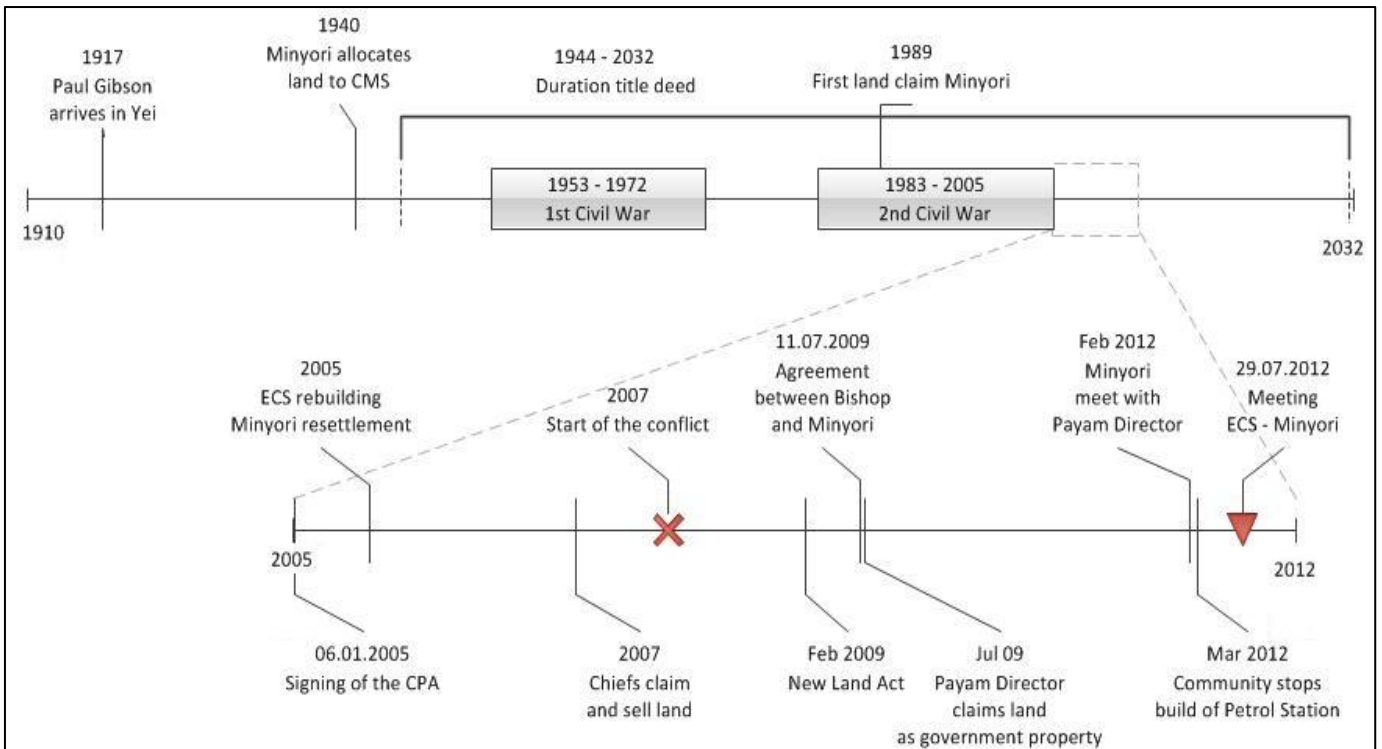 1917
Paul Gibson
arrives in Yei
1940
Minyori allocates
land to CMS
1944 - 2032
Duration title deed
1989
First land claim Minyori
1953 - 1972
1st Civil War
1983 - 2005
2nd Civil War
1910
2032
2005
ECS rebuilding
Minyori resettlement
2007
Start of the conflict
11.07.2009
Agreement
between Bishop
and Minyori
Feb 2012
Minyori
meet with
Payam Director
29.07.2012
Meeting
ECS - Minyori
2005
2012
06.01.2005
Signing of the CPA
2007
Chiefs claim
and sell land
Feb 2009
New Land Act
Jul 09
Payam Director
claims land
as government property
Mar 2012
Community stops
build of Petrol Station